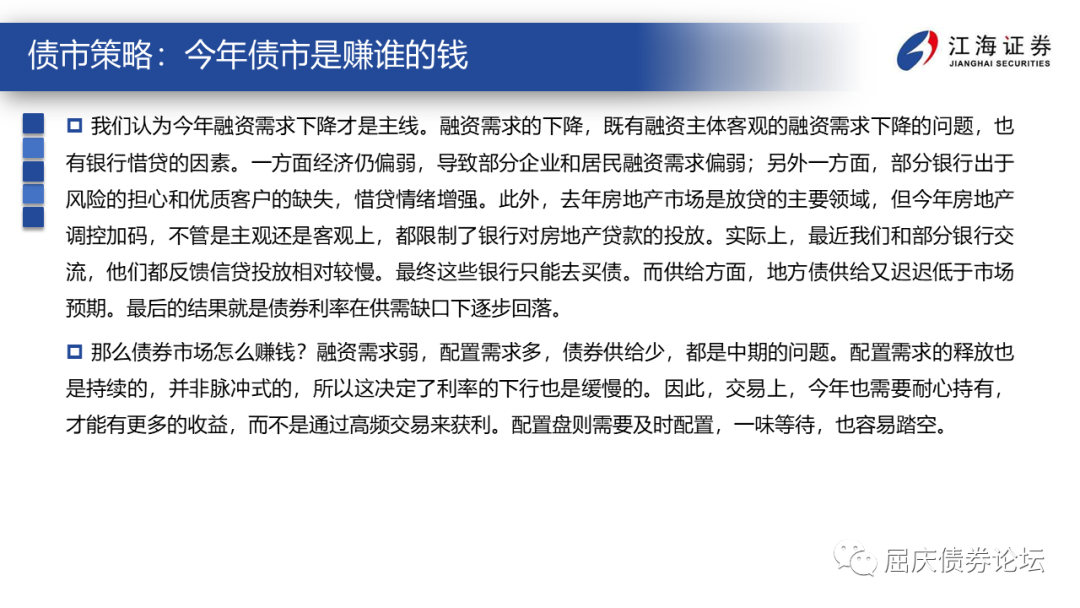 债市策略：今年债市是赚谁的钱
江海证券
JIANGHAI SECURITIES
我们认为今年融资需求下降才是主线。融资需求的下降，既有融资主体客观的融资需求下降的问题，也
有银行惜贷的因素。一方面经济仍偏弱，导致部分企业和居民融资需求偏弱；另外一方面，部分银行出于
风险的担心和优质客户的缺失，惜贷情绪增强。此外，去年房地产市场是放贷的主要领域，但今年房地产
调控加码，不管是主观还是客观上，都限制了银行对房地产贷款的投放。实际上，最近我们和部分银行交
流，他们都反馈信贷投放相对较慢。最终这些银行只能去买债。而供给方面，地方债供给又迟迟低于市场
预期。最后的结果就是债券利率在供需缺口下逐步回落。
那么债券市场怎么赚钱？融资需求弱，配置需求多，债券供给少，都是中期的问题。配置需求的释放也
是持续的，并非脉冲式的，所以这决定了利率的下行也是缓慢的。因此，交易上，今年也需要耐心持有，
才能有更多的收益，而不是通过高频交易来获利。配置盘则需要及时配置，一味等待，也容易踏空。
屈庆债券论坛